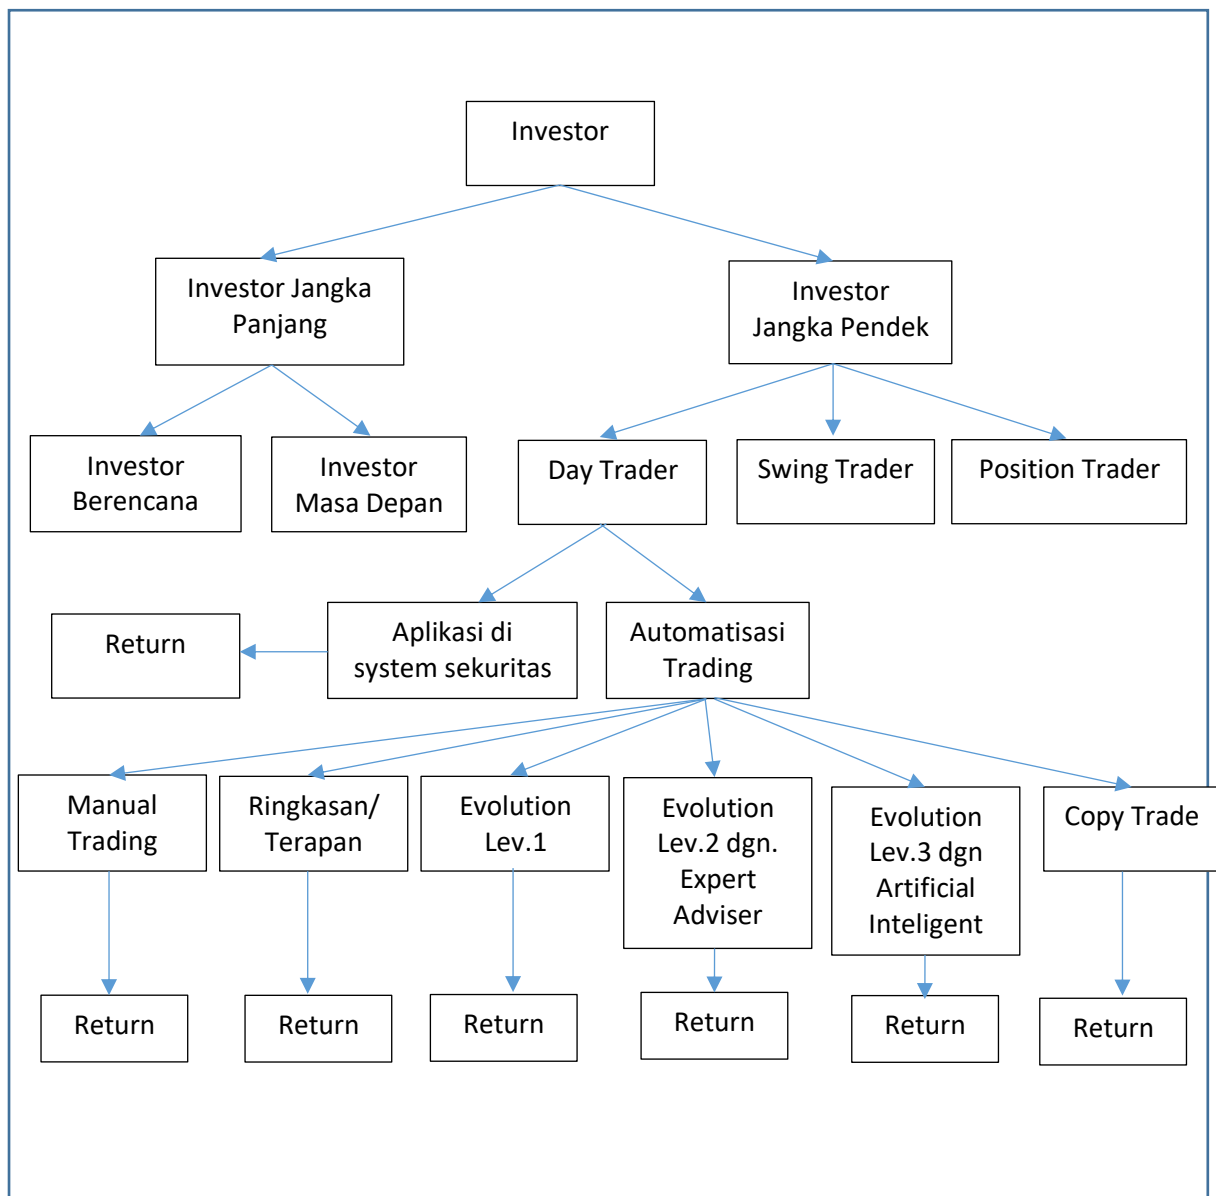 Investor
Investor Jangka
Panjang
Investor
Jangka Pendek
Investor
Berencana
Investor
Masa Depan
Day Trader
Swing Trader
Position Trader
Return
Aplikasi di
system sekuritas
Automatisasi
Trading
Manual
Trading
Ringkasan/
Terapan
Evolution
Lev.1
Evolution
Lev.2 dgn.
Expert
Adviser
Evolution
Lev.3 dgn
Artificial
Inteligent
Copy Trade
Return
Return
Return
Return
Return
Return